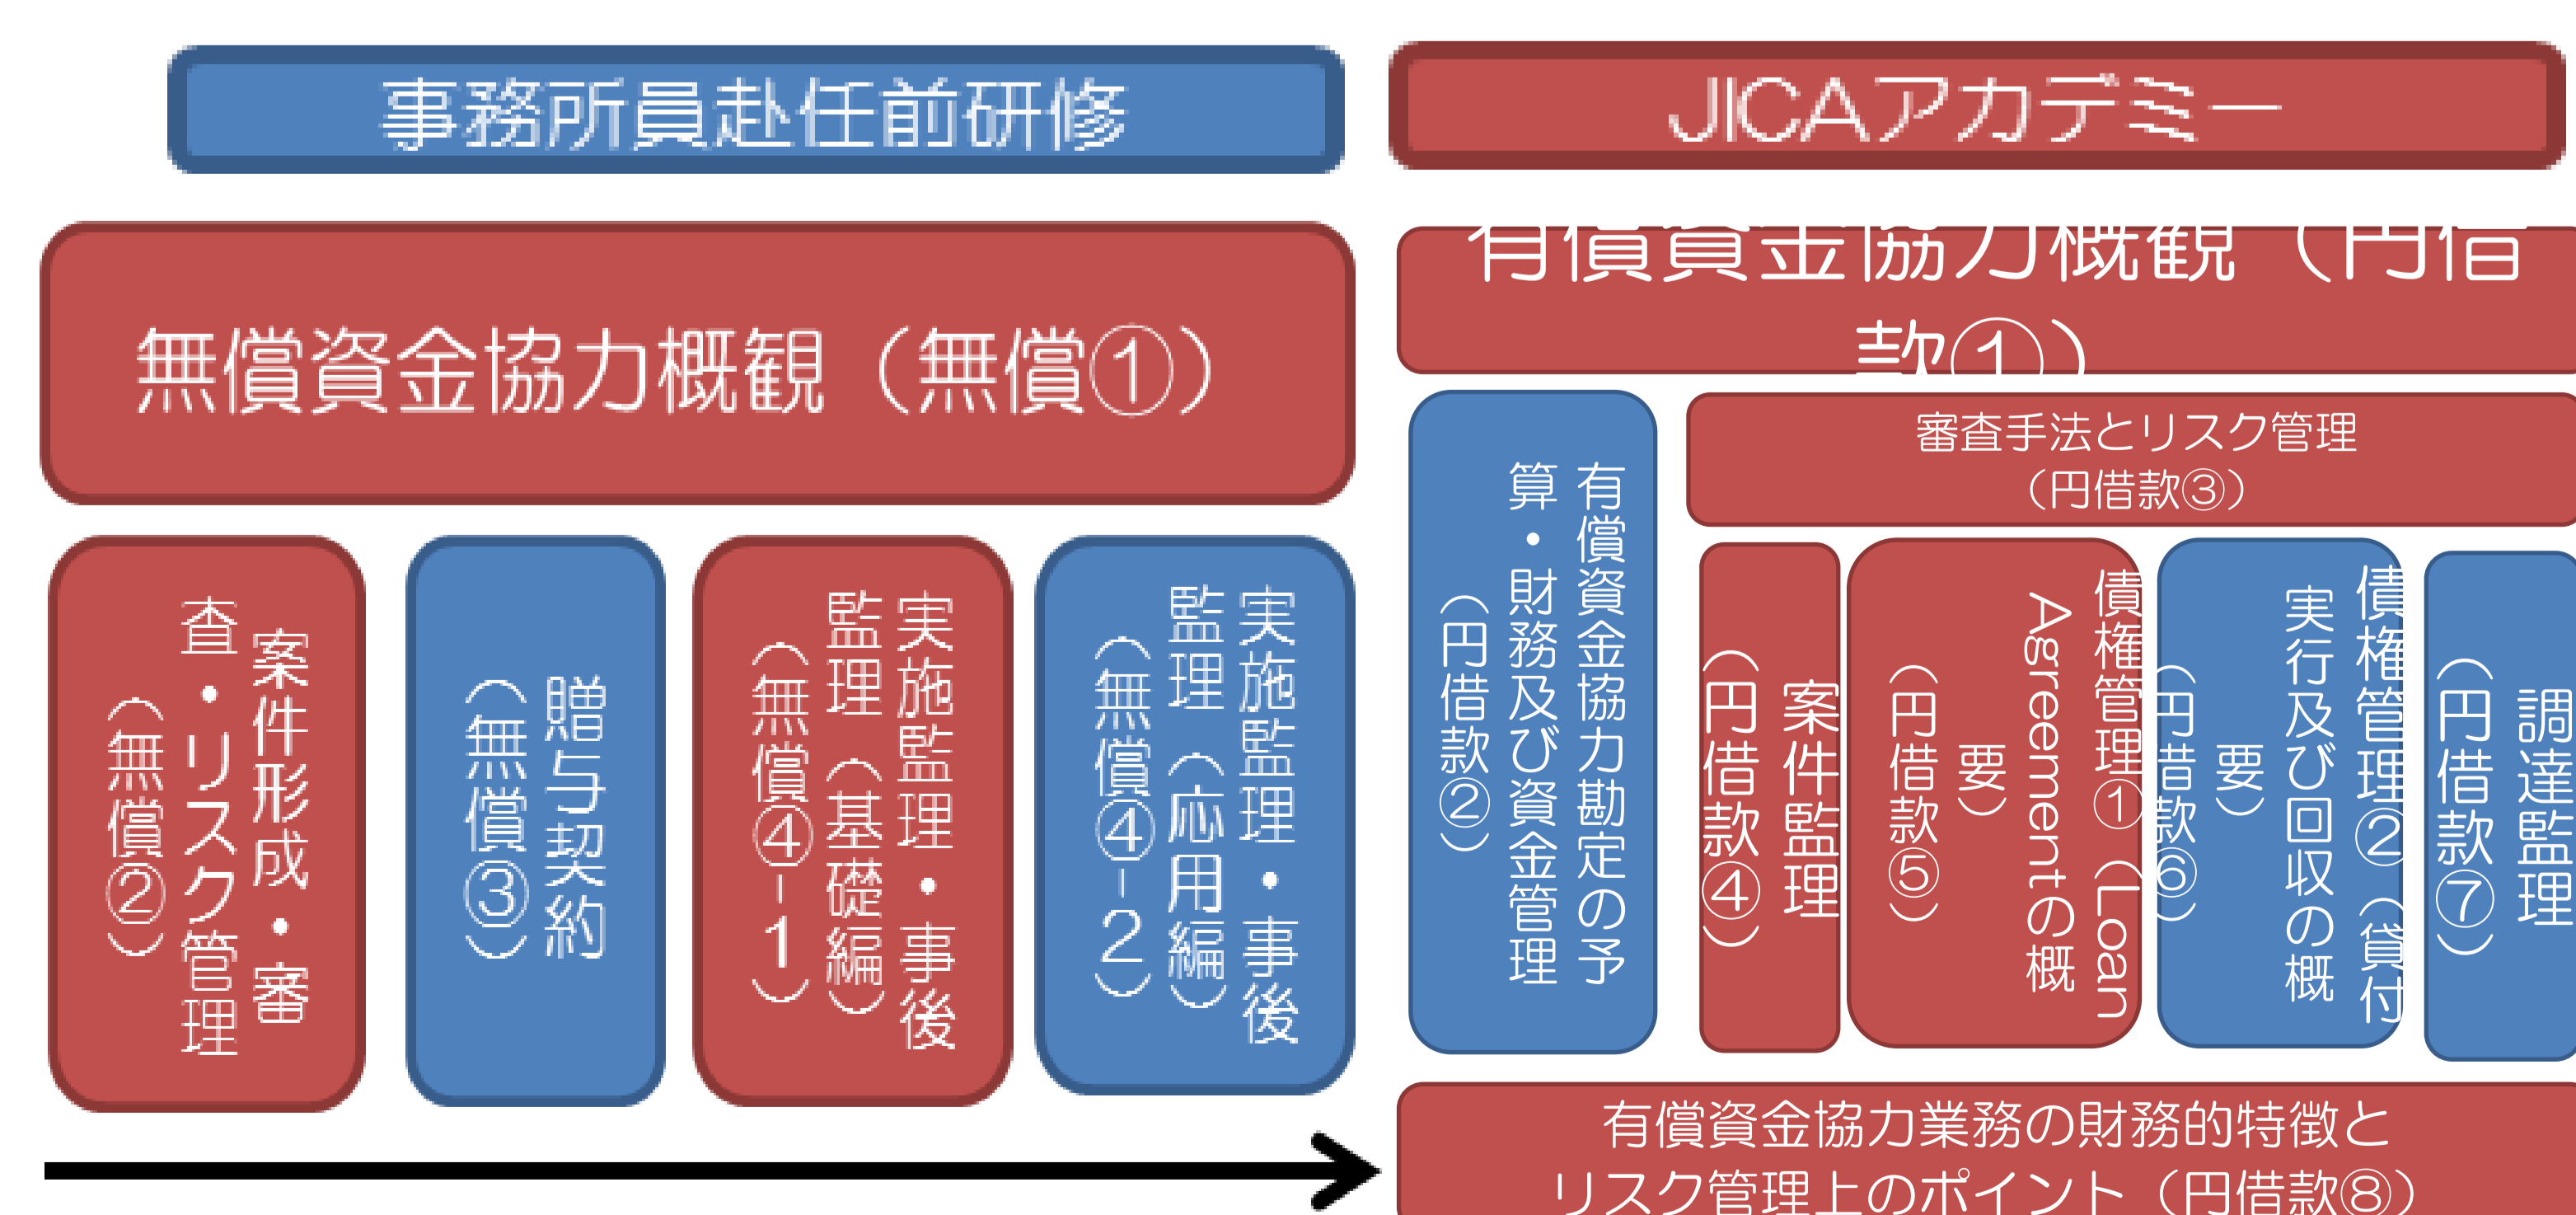 事務所員赴任前研修
JICAアカデミー
無償資金協力概観（無償①）
有償資金協力概観（円借
款①）
案件形成・審
査・リスク管理
（無償②）
贈与契約
（無償③）
実施監理・事後
監理（基礎編）
（無償④-1）
実施監理・事後
監理（応用編）
（無償④-2）
有償資金協力勘定の予
算・財務及び資金管理
（円借款②）
審査手法とリスク管理
（円借款③）
案件監理
（円借款④）
債権管理①（Loan
Agreementの概
要）
（円借款⑤）
債権管理②（貸付
実行及び回収の概
要）
（円借款⑥）
調達監理
（円借款⑦）
有償資金協力業務の財務的特徴と
リスク管理上のポイント（円借款⑧）